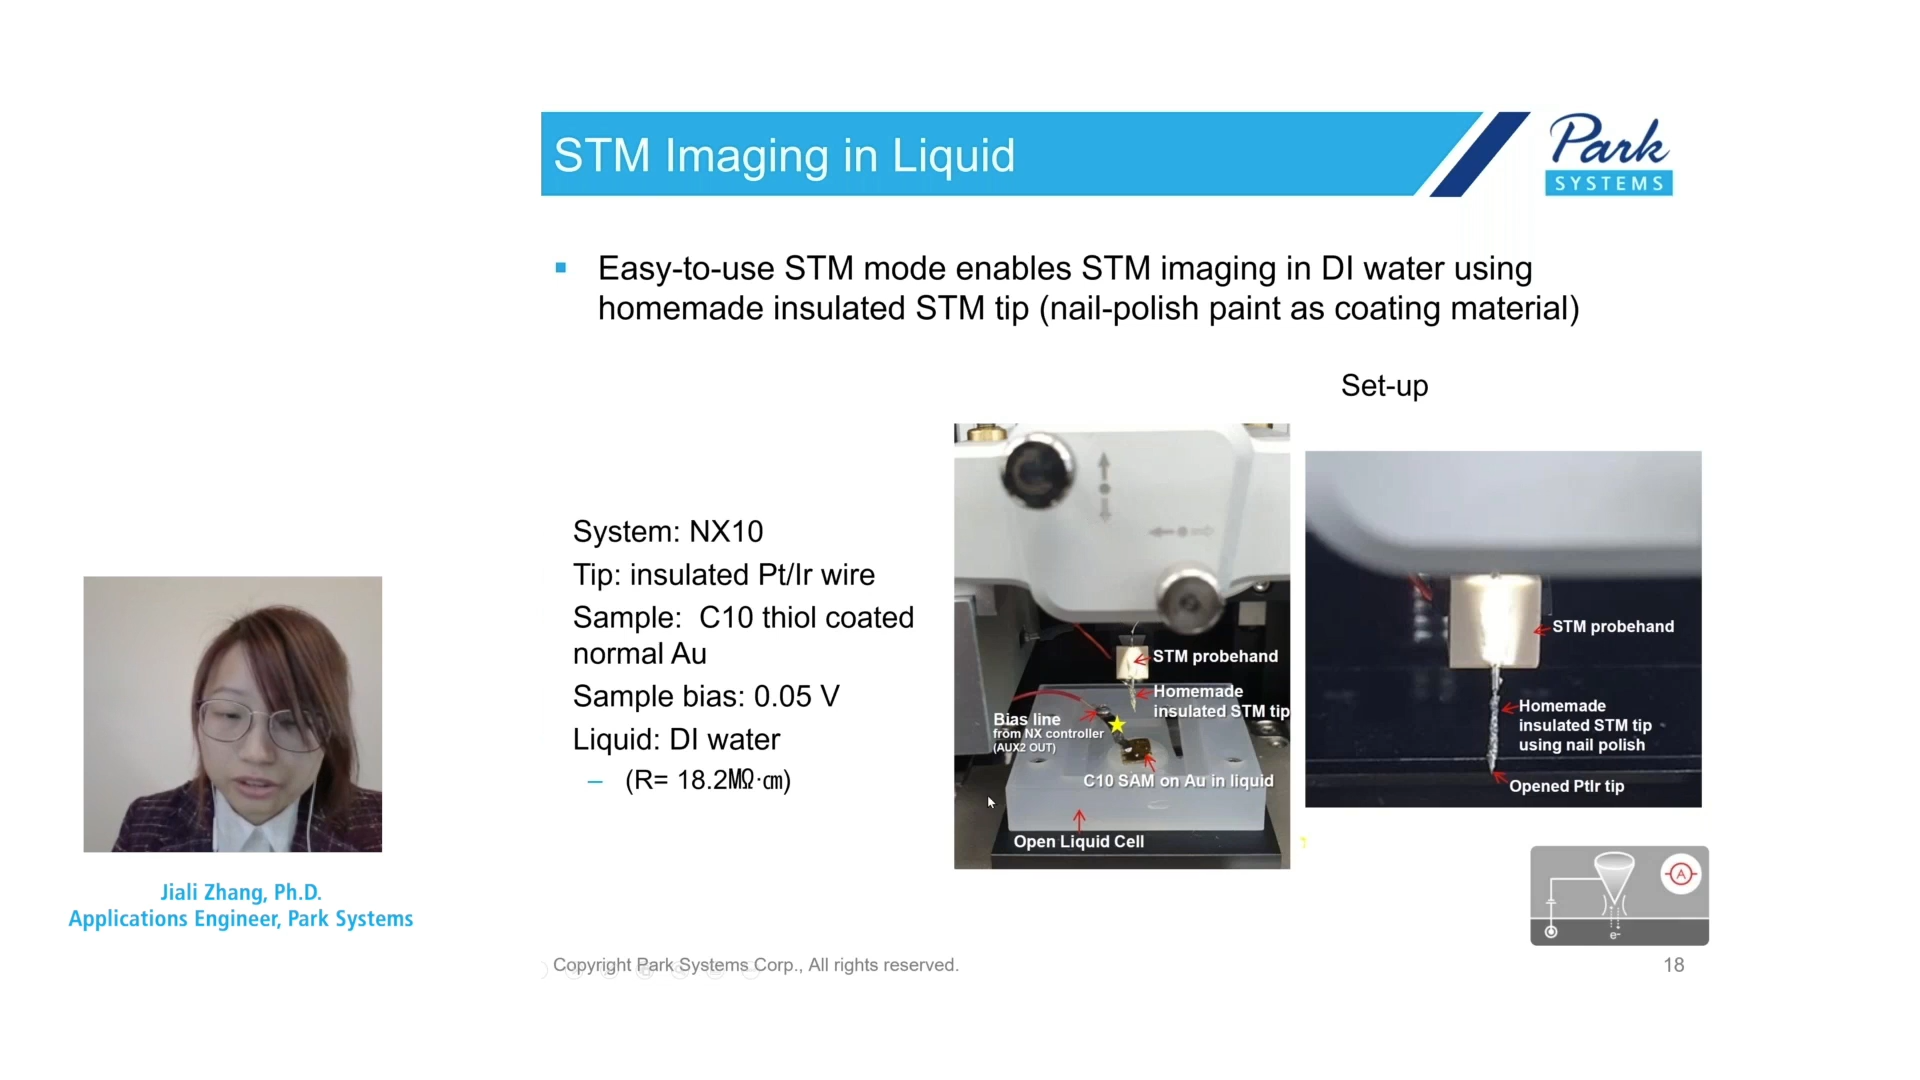 STM Imaging in Liquid
Park
SYSTEMS
Easy-to-use STM mode enables STM imaging in DI water using
homemade insulated STM tip (nail-polish paint as coating material)
Set-up
System: NX10
Tip: insulated Pt/Ir wire
Sample: C10 thiol coated
normal Au
Sample bias: 0.05 V
Liquid: DI water
– (R= 18.2㏁·㎝)
STM probehand
Homemade
insulated STM tip
Bias line
from NX controller
(AUX2 OUT)
C10 SAM on Au in liquid
Open Liquid Cell
STM probehand
Homemade
insulated STM tip
using nail polish
Opened PtIr tip
A
e-
Jiali Zhang, Ph.D.
Applications Engineer, Park Systems
Copyright Park Systems Corp., All rights reserved.
18